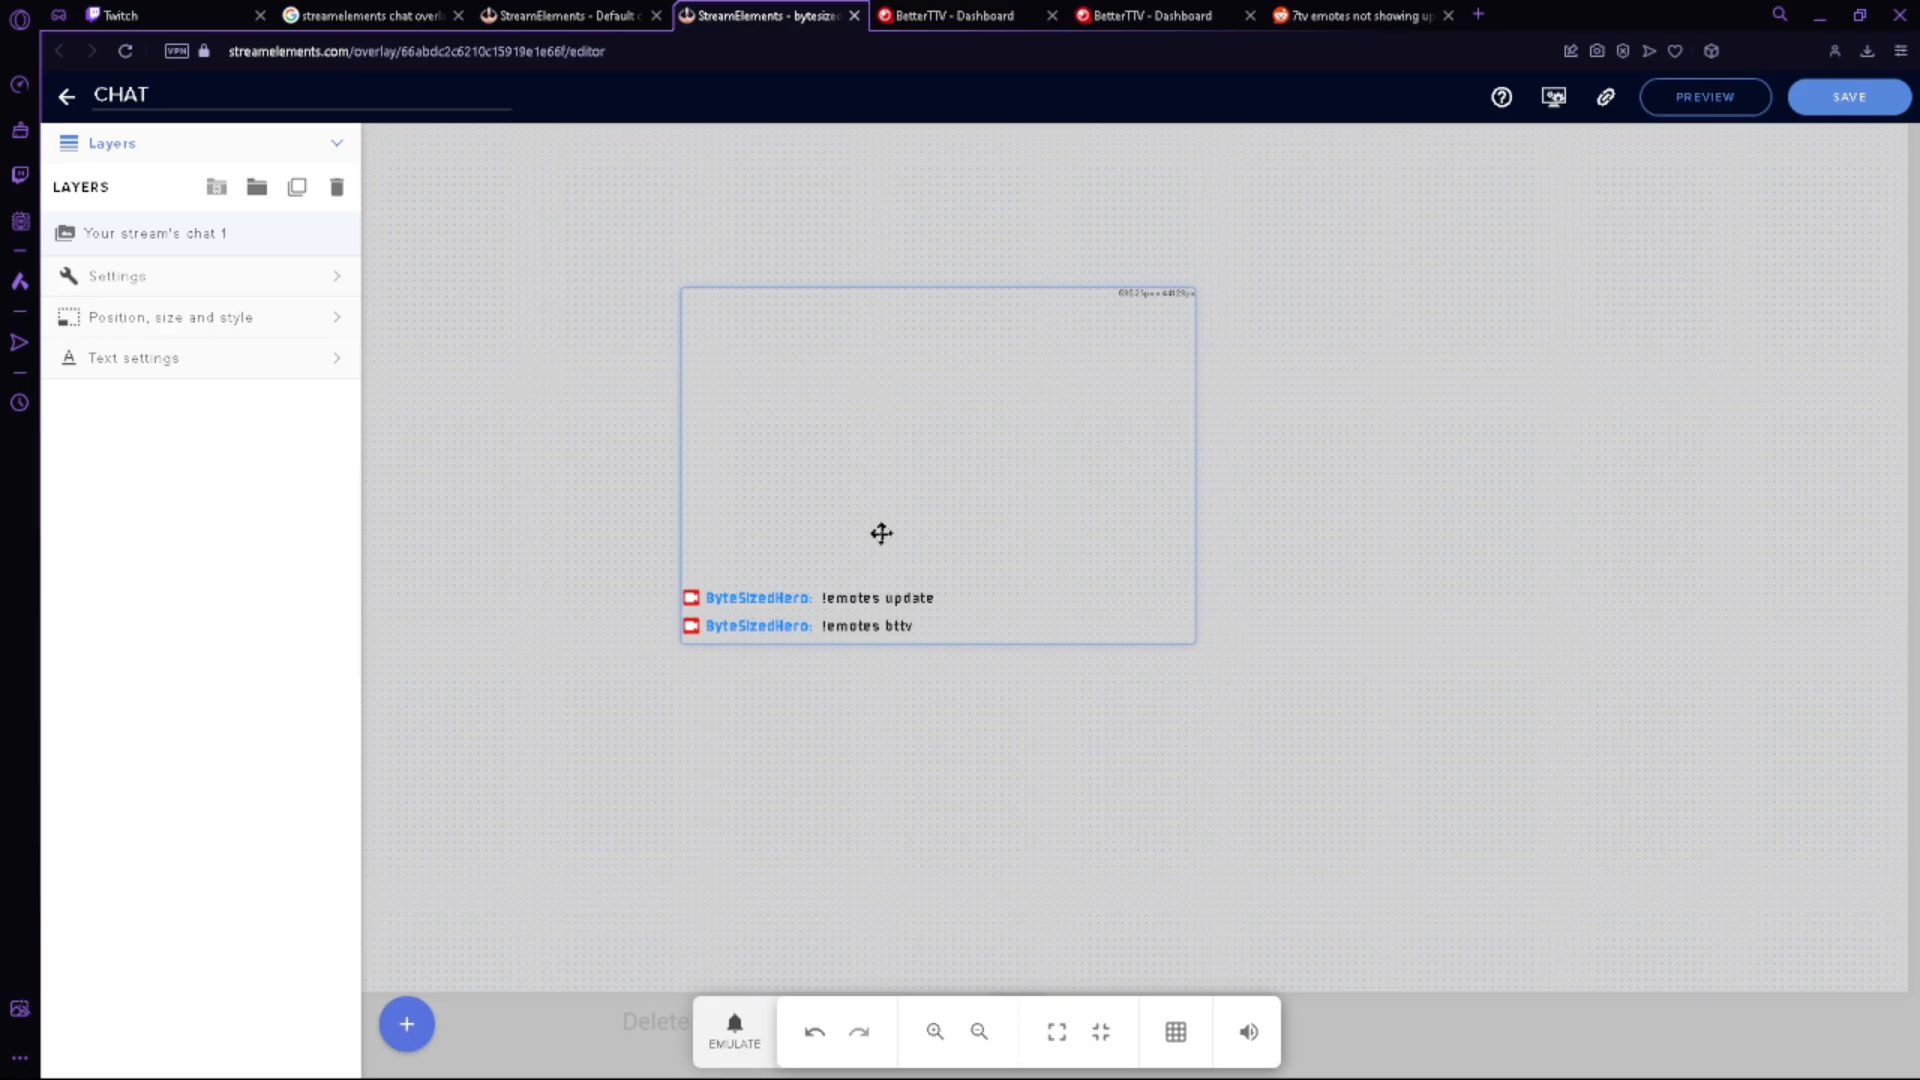 Twitch
streamelements chat overl
StreamElements - Default c
StreamElements - bytesize
BetterTTV - Dashboard
BetterTTV - Dashboard
7tv emotes not showing up
VPN
streamelements.com/overlay/66abdc2c6210c15919e1e66f/editor
CHAT
PREVIEW
SAVE
Layers
LAYERS
Your stream's chat 1
Settings
Position, size and style
Text settings
ByteSizedHero: !emotes update
ByteSizedHero: !emotes bttv
Delete
EMULATE